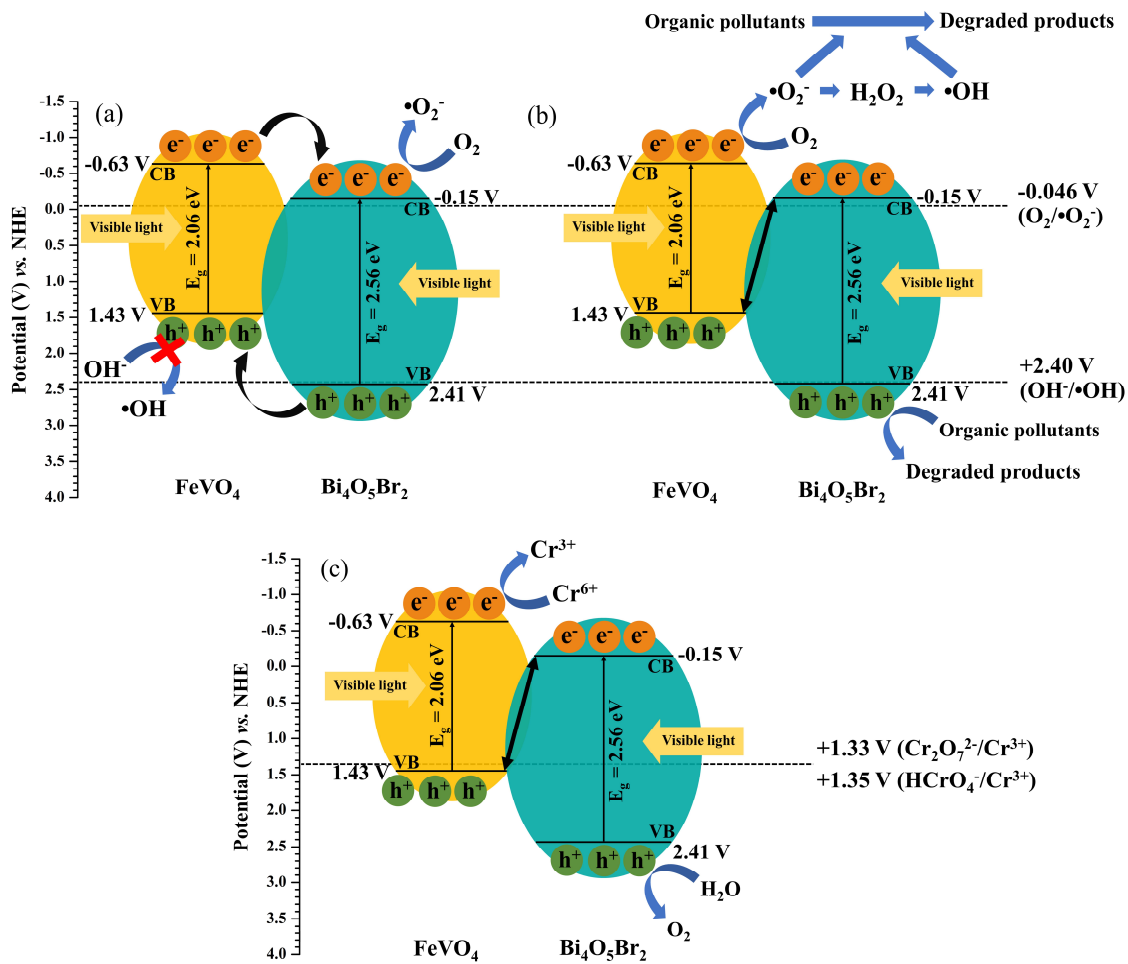 Organic pollutants Degraded products
•O₂⁻ H₂O₂ •OH
O₂
(a)
•O₂⁻
O₂
(b)
Potential (V) vs. NHE
-1.5
-1.0
-0.5
0.0
0.5
1.0
1.5
2.0
2.5
3.0
3.5
4.0
e⁻ e⁻ e⁻
-0.63 V
CB
e⁻ e⁻ e⁻
-0.15 V
CB
Visible light
E_g = 2.06 eV
E_g = 2.56 eV
Visible light
VB
1.43 V
h⁺ h⁺ h⁺
OH⁻
•OH
VB
2.41 V
h⁺ h⁺ h⁺
FeVO₄
Bi₄O₅Br₂
e⁻ e⁻ e⁻
-0.63 V
CB
e⁻ e⁻ e⁻
-0.15 V
CB
-0.046 V
(O₂/•O₂⁻)
Visible light
E_g = 2.06 eV
E_g = 2.56 eV
Visible light
VB
1.43 V
h⁺ h⁺ h⁺
VB
2.41 V
h⁺ h⁺ h⁺
+2.40 V
(OH⁻/•OH)
Organic pollutants
Degraded products
FeVO₄
Bi₄O₅Br₂
(c)
Cr³⁺
Cr⁶⁺
Potential (V) vs. NHE
-1.5
-1.0
-0.5
0.0
0.5
1.0
1.5
2.0
2.5
3.0
3.5
4.0
e⁻ e⁻ e⁻
-0.63 V
CB
e⁻ e⁻ e⁻
-0.15 V
CB
Visible light
E_g = 2.06 eV
E_g = 2.56 eV
Visible light
VB
1.43 V
h⁺ h⁺ h⁺
+1.33 V (Cr₂O₇²⁻/Cr³⁺)
+1.35 V (HCrO₄⁻/Cr³⁺)
VB
2.41 V
h⁺ h⁺ h⁺
H₂O
O₂
FeVO₄
Bi₄O₅Br₂